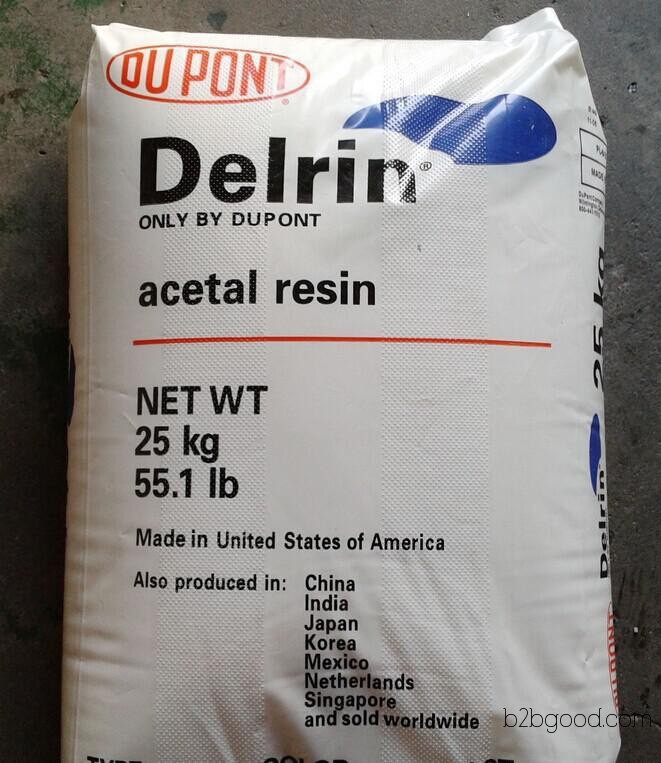 DU PONT
®
Delrin®
ONLY BY DUPONT
acetal resin
NET WT
25 kg
55.1 lb
Made in United States of America
Also produced in: China
India
Japan
Korea
Mexico
Netherlands
Singapore
and sold worldwide
b2bgood.com
25 kg
Delrin
DUPONT
MADE